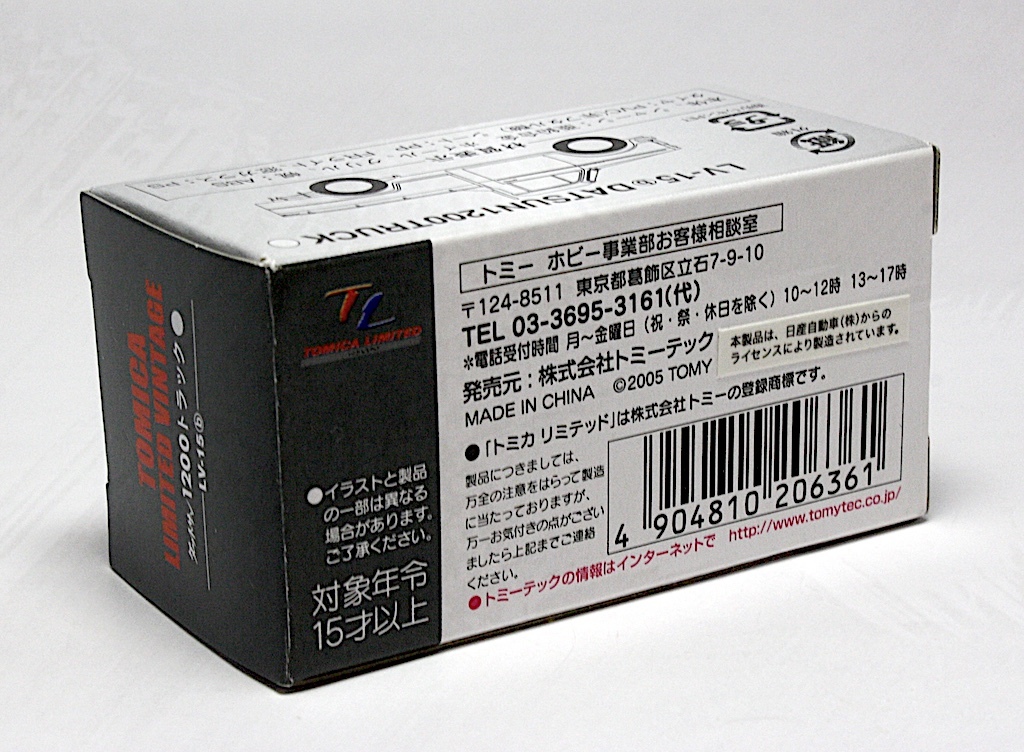 LV-15ⓑDATSUN1200TRUCK
TOMICA
LIMITED VINTAGE
ダットサン1200トラック
LV-15ⓑ
TL
TOMICA LIMITED
●イラストと製品
の一部は異なる
場合があります。
ご了承ください。
対象年令
15才以上
トミー ホビー事業部お客様相談室
〒124-8511 東京都葛飾区立石7-9-10
TEL 03-3695-3161(代)
*電話受付時間 月〜金曜日(祝・祭・休日を除く) 10〜12時 13〜17時
発売元:株式会社トミーテック
MADE IN CHINA ©2005 TOMY
本製品は、日産自動車(株)からの
ライセンスにより製造されています。
●「トミカ リミテッド」は株式会社トミーの登録商標です。
製品につきましては、
万全の注意をはらって製造
に当たっておりますが、
万一お気付きの点がござい
ましたら上記までご連絡
ください。
4 904810 206361
●トミーテックの情報はインターネットで http://www.tomytec.co.jp/